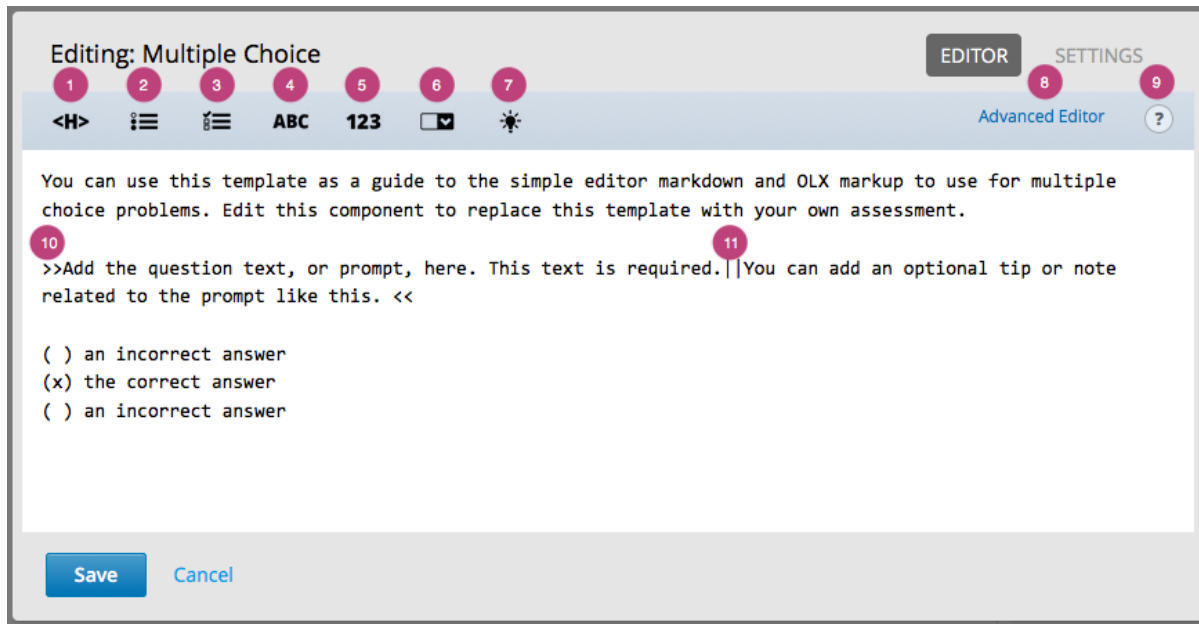 Editing: Multiple Choice
EDITOR
SETTINGS
1
2
3
4
5
6
7
8
9
<H>
ABC
123
Advanced Editor
?
You can use this template as a guide to the simple editor markdown and OLX markup to use for multiple
choice problems. Edit this component to replace this template with your own assessment.
10
11
>>Add the question text, or prompt, here. This text is required.||You can add an optional tip or note
related to the prompt like this. <<
( ) an incorrect answer
(x) the correct answer
( ) an incorrect answer
Save
Cancel